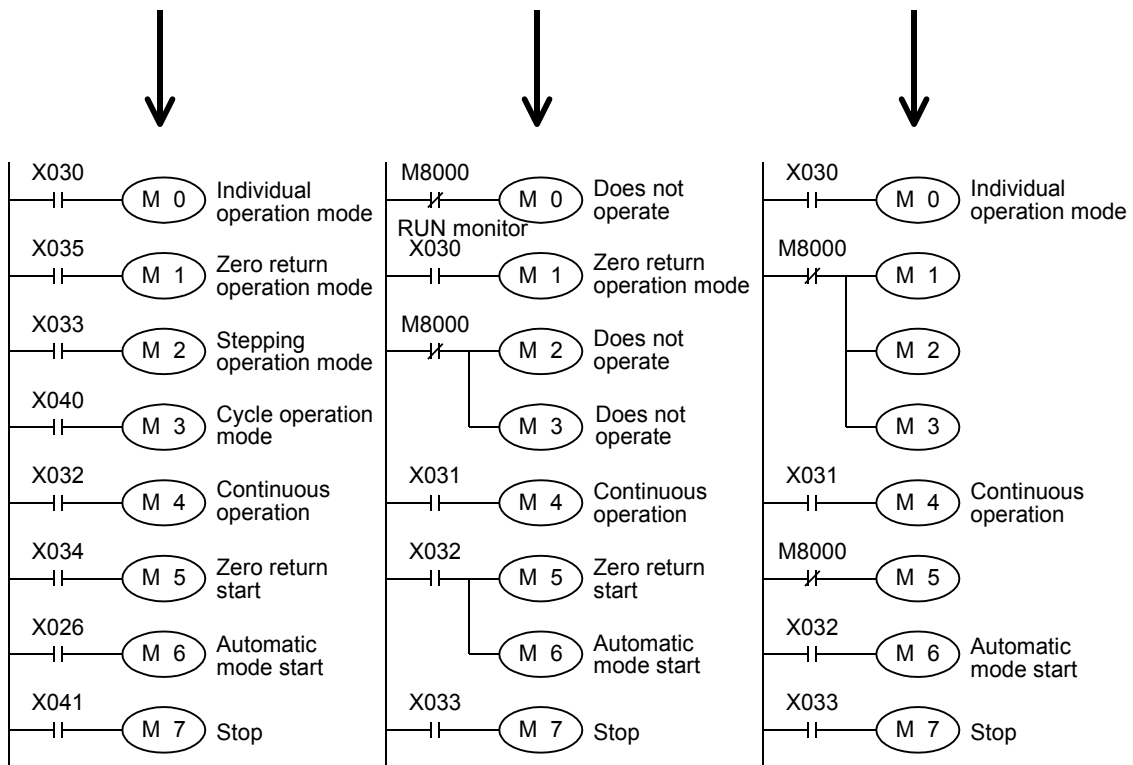 X030
M 0
Individual
operation mode
X035
M 1
Zero return
operation mode
X033
M 2
Stepping
operation mode
X040
M 3
Cycle operation
mode
X032
M 4
Continuous
operation
X034
M 5
Zero return
start
X026
M 6
Automatic
mode start
X041
M 7
Stop
M8000
M 0
Does not
operate
RUN monitor
X030
M 1
Zero return
operation mode
M8000
M 2
Does not
operate
M 3
Does not
operate
X031
M 4
Continuous
operation
X032
M 5
Zero return
start
M 6
Automatic
mode start
X033
M 7
Stop
X030
M 0
Individual
operation mode
M8000
M 1
M 2
M 3
X031
M 4
Continuous
operation
M8000
M 5
X032
M 6
Automatic
mode start
X033
M 7
Stop